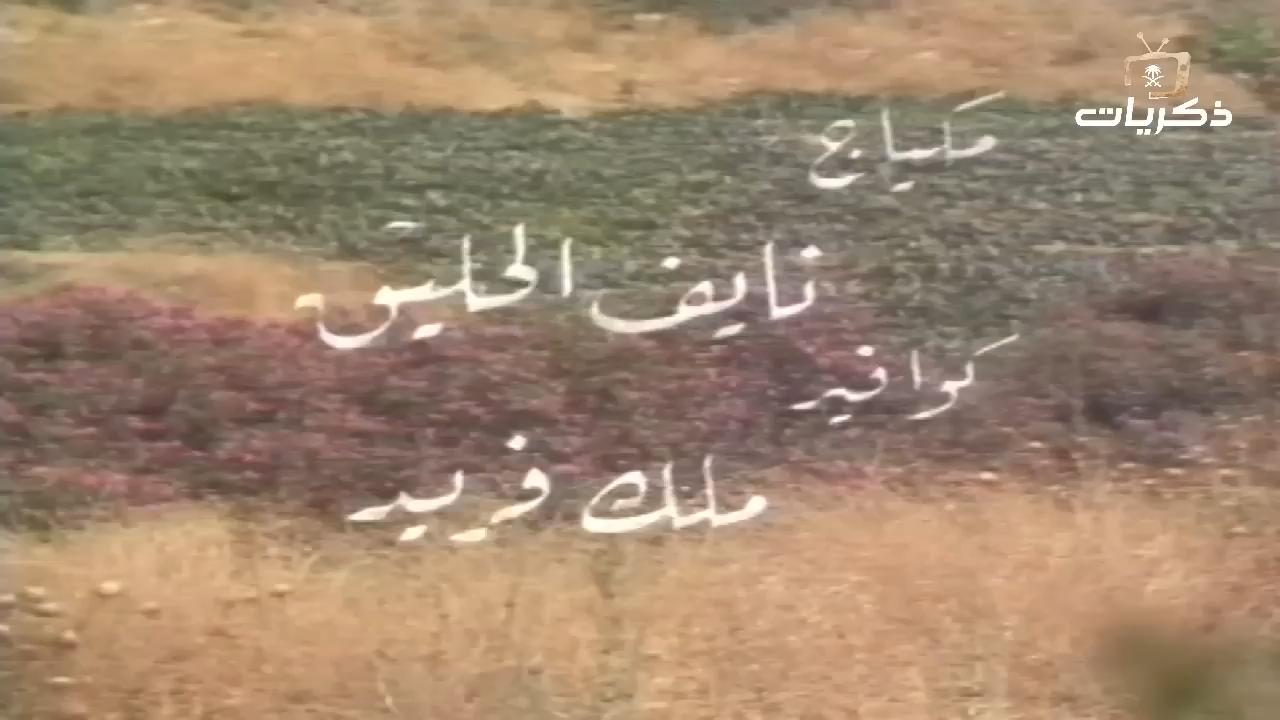 ذكريات
مكياج
نايف الحليق
كوافير
ملك فريد